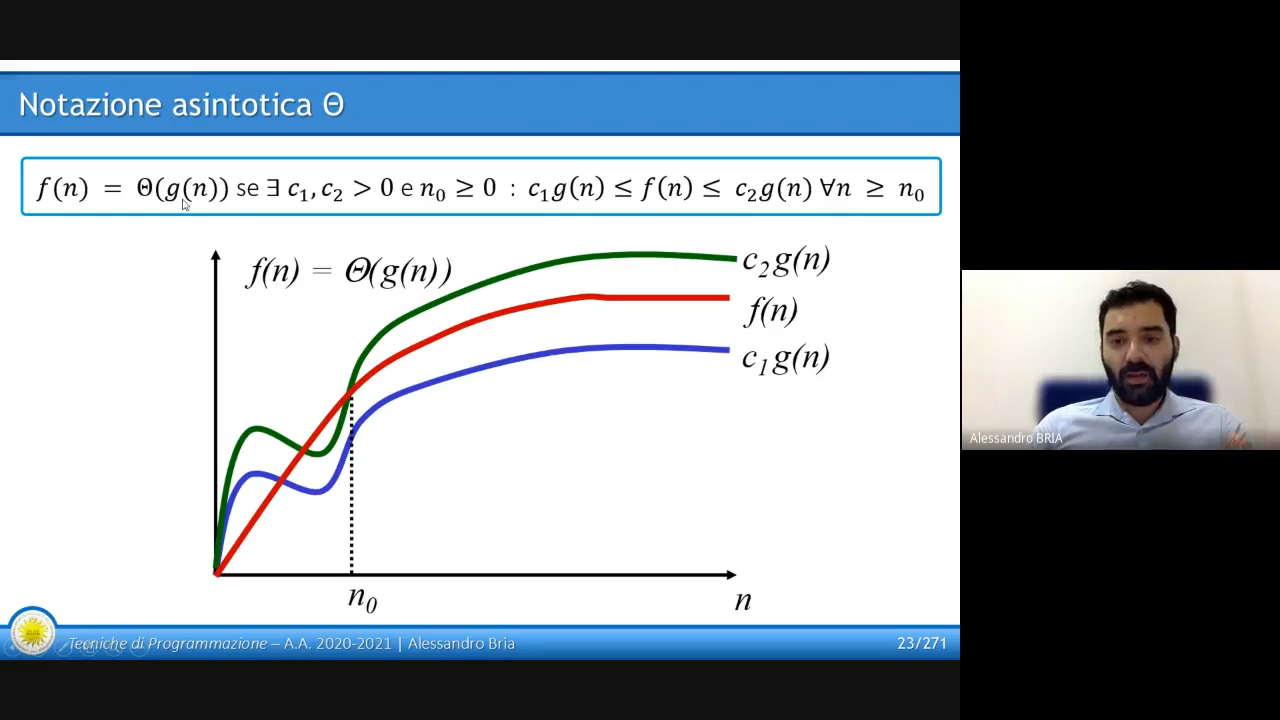 Notazione asintotica Θ
f(n) = Θ(g(n)) se ∃ c₁, c₂ > 0 e n₀ ≥ 0 : c₁g(n) ≤ f(n) ≤ c₂g(n) ∀n ≥ n₀
f(n) = Θ(g(n))
c₂g(n)
f(n)
c₁g(n)
n₀
n
Tecniche di Programmazione – A.A. 2020-2021 | Alessandro Bria
23/271
Alessandro BRIA